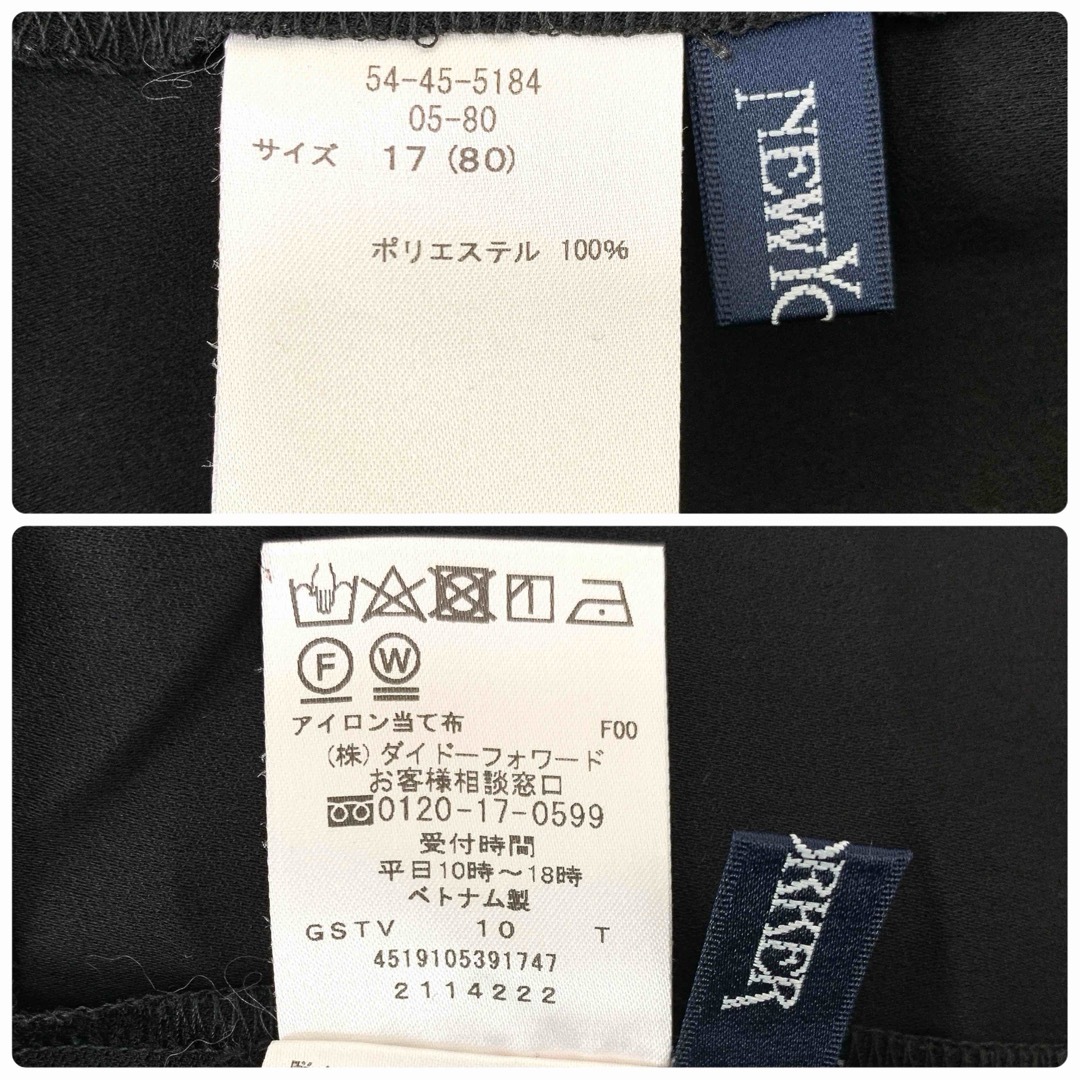 54-45-5184
05-80
サイズ 17 (80)
ポリエステル 100%
NEWYO
F W
アイロン当て布 F00
(株)ダイドーフォワード
お客様相談窓口
0120-17-0599
受付時間
平日10時～18時
ベトナム製
GSTV 10 T
4519105391747
2114222
ORKER